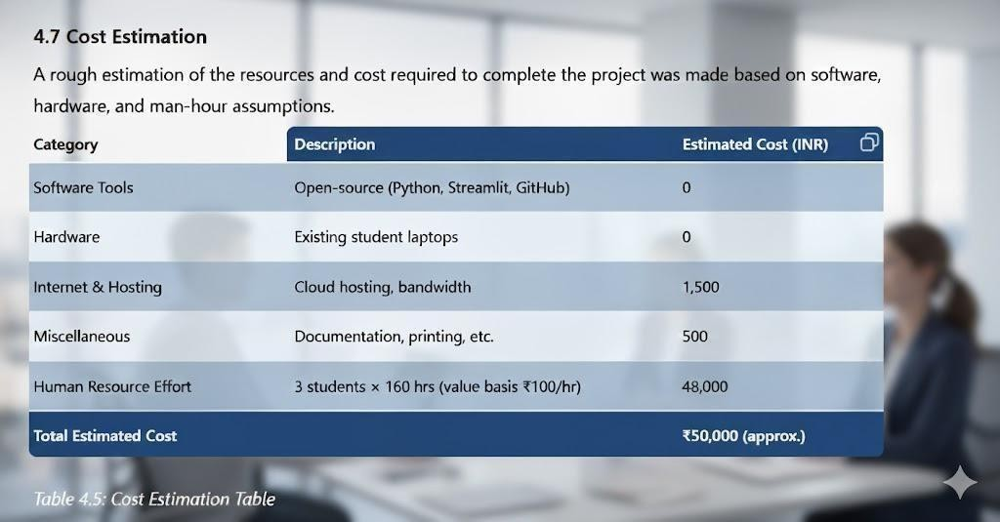 4.7 Cost Estimation
A rough estimation of the resources and cost required to complete the project was made based on software,
hardware, and man-hour assumptions.
Category Description Estimated Cost (INR)
Software Tools Open-source (Python, Streamlit, GitHub) 0
Hardware Existing student laptops 0
Internet & Hosting Cloud hosting, bandwidth 1,500
Miscellaneous Documentation, printing, etc. 500
Human Resource Effort 3 students × 160 hrs (value basis ₹100/hr) 48,000
Total Estimated Cost ₹50,000 (approx.)
Table 4.5: Cost Estimation Table